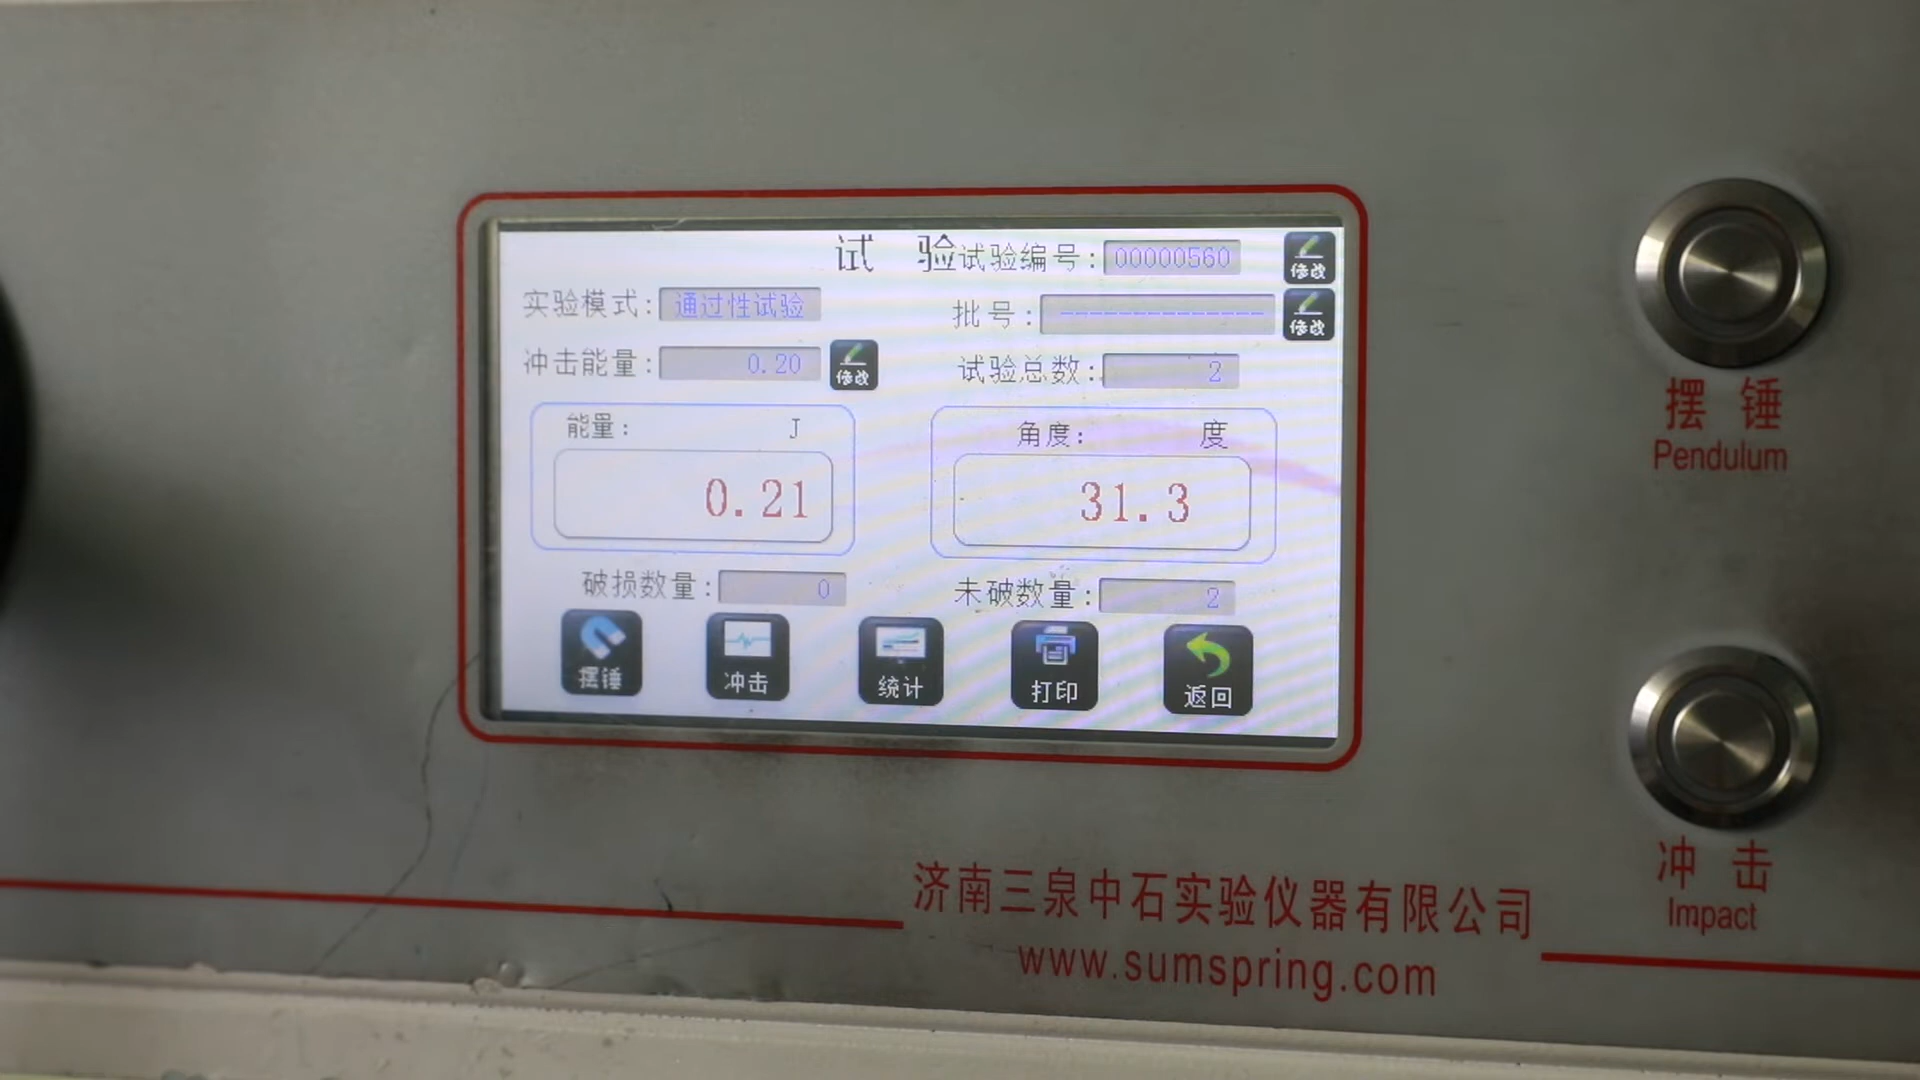 试 验
试验编号: 00000560 修改
实验模式: 通过性试验
批号: -------------- 修改
冲击能量: 0.20 修改
试验总数: 2
能量: J
0.21
角度: 度
31.3
破损数量: 0
未破数量: 2
摆锤
冲击
统计
打印
返回
摆 锤
Pendulum
冲 击
Impact
济南三泉中石实验仪器有限公司
www.sumspring.com